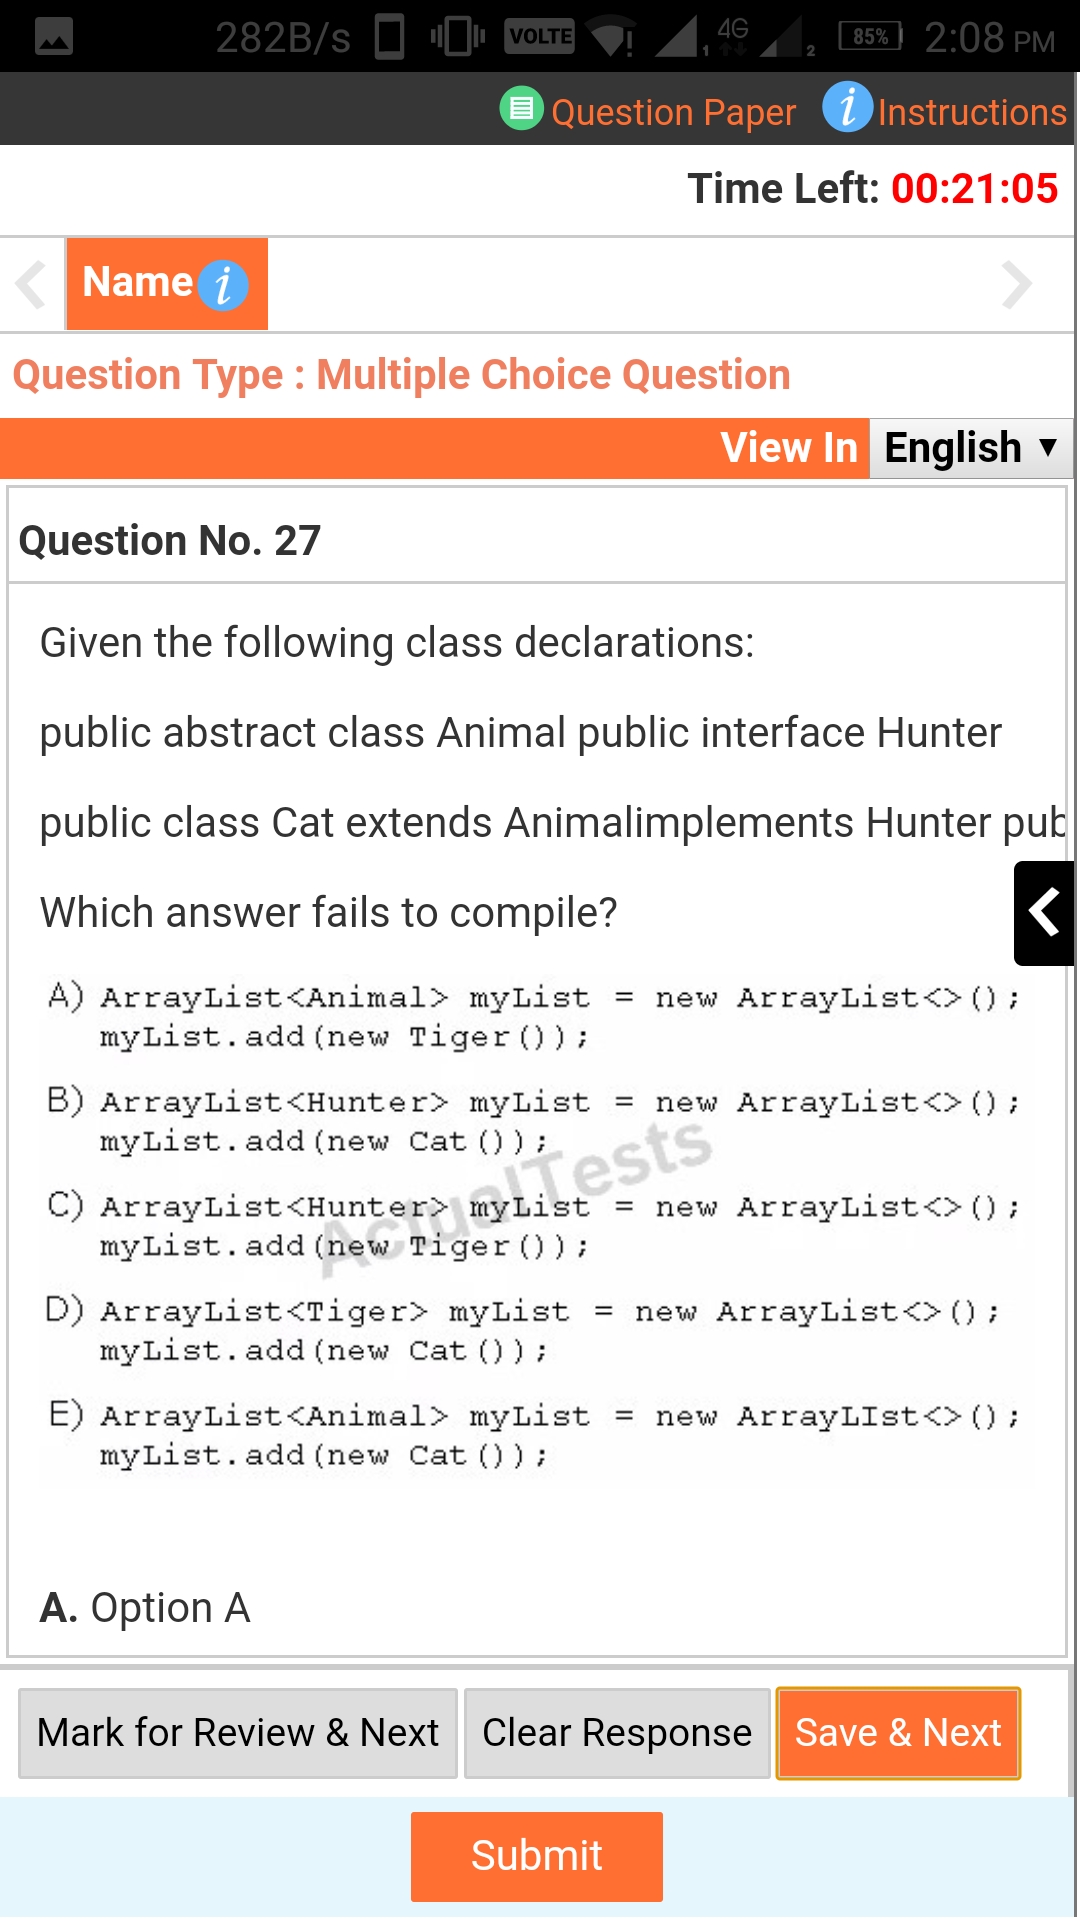 282B/s VOLTE 1 4G 2 85% 2:08 PM
Question Paper i Instructions
Time Left: 00:21:05
Name i
Question Type : Multiple Choice Question
View In English ▼
Question No. 27
Given the following class declarations:
public abstract class Animal public interface Hunter
public class Cat extends Animalimplements Hunter pub
Which answer fails to compile?
A) ArrayList<Animal> myList = new ArrayList<>();
myList.add(new Tiger());
B) ArrayList<Hunter> myList = new ArrayList<>();
myList.add(new Cat());
C) ArrayList<Hunter> myList = new ArrayList<>();
myList.add(new Tiger());
D) ArrayList<Tiger> myList = new ArrayList<>();
myList.add(new Cat());
E) ArrayList<Animal> myList = new ArrayLIst<>();
myList.add(new Cat());
ActualTests
A. Option A
Mark for Review & Next Clear Response Save & Next
Submit